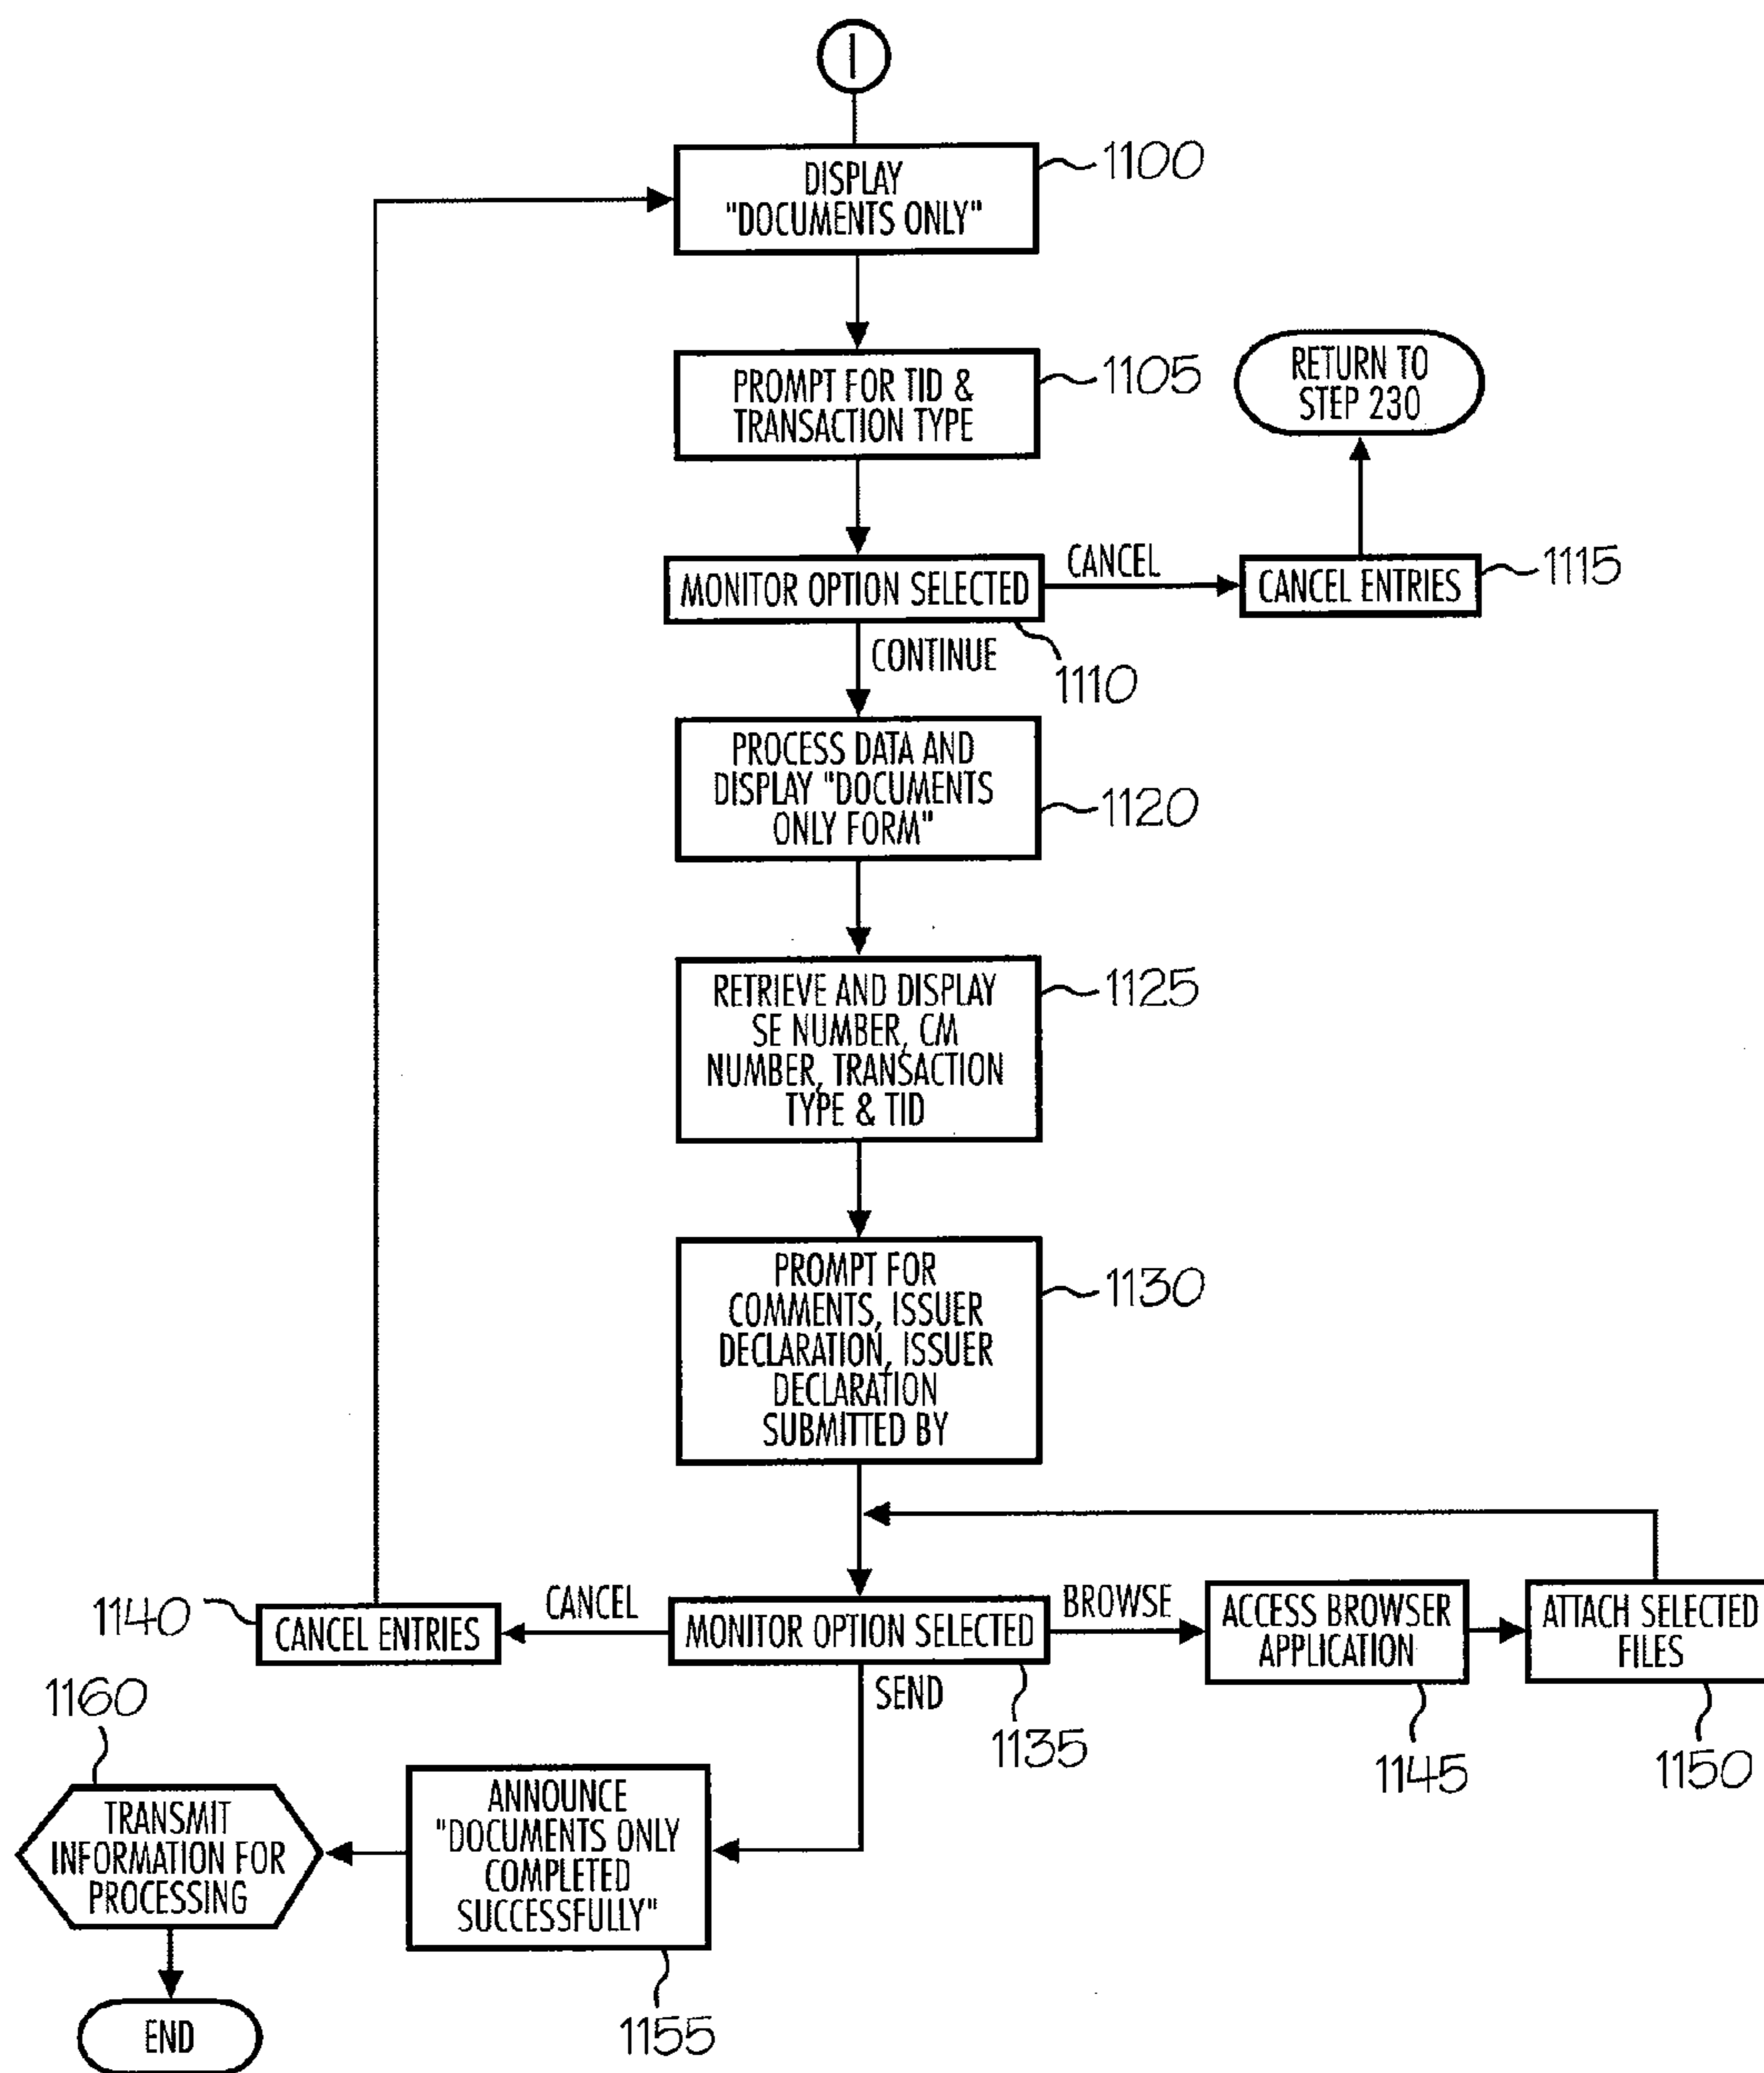 I
DISPLAY
"DOCUMENTS ONLY"
1100
PROMPT FOR TID &
TRANSACTION TYPE
1105
RETURN TO
STEP 230
MONITOR OPTION SELECTED
1110
CANCEL
CANCEL ENTRIES
1115
CONTINUE
PROCESS DATA AND
DISPLAY "DOCUMENTS
ONLY FORM"
1120
RETRIEVE AND DISPLAY
SE NUMBER, CM
NUMBER, TRANSACTION
TYPE & TID
1125
PROMPT FOR
COMMENTS, ISSUER
DECLARATION, ISSUER
DECLARATION
SUBMITTED BY
1130
1140
CANCEL ENTRIES
CANCEL
MONITOR OPTION SELECTED
1135
BROWSE
ACCESS BROWSER
APPLICATION
1145
ATTACH SELECTED
FILES
1150
SEND
ANNOUNCE
"DOCUMENTS ONLY
COMPLETED
SUCCESSFULLY"
1155
1160
TRANSMIT
INFORMATION FOR
PROCESSING
END